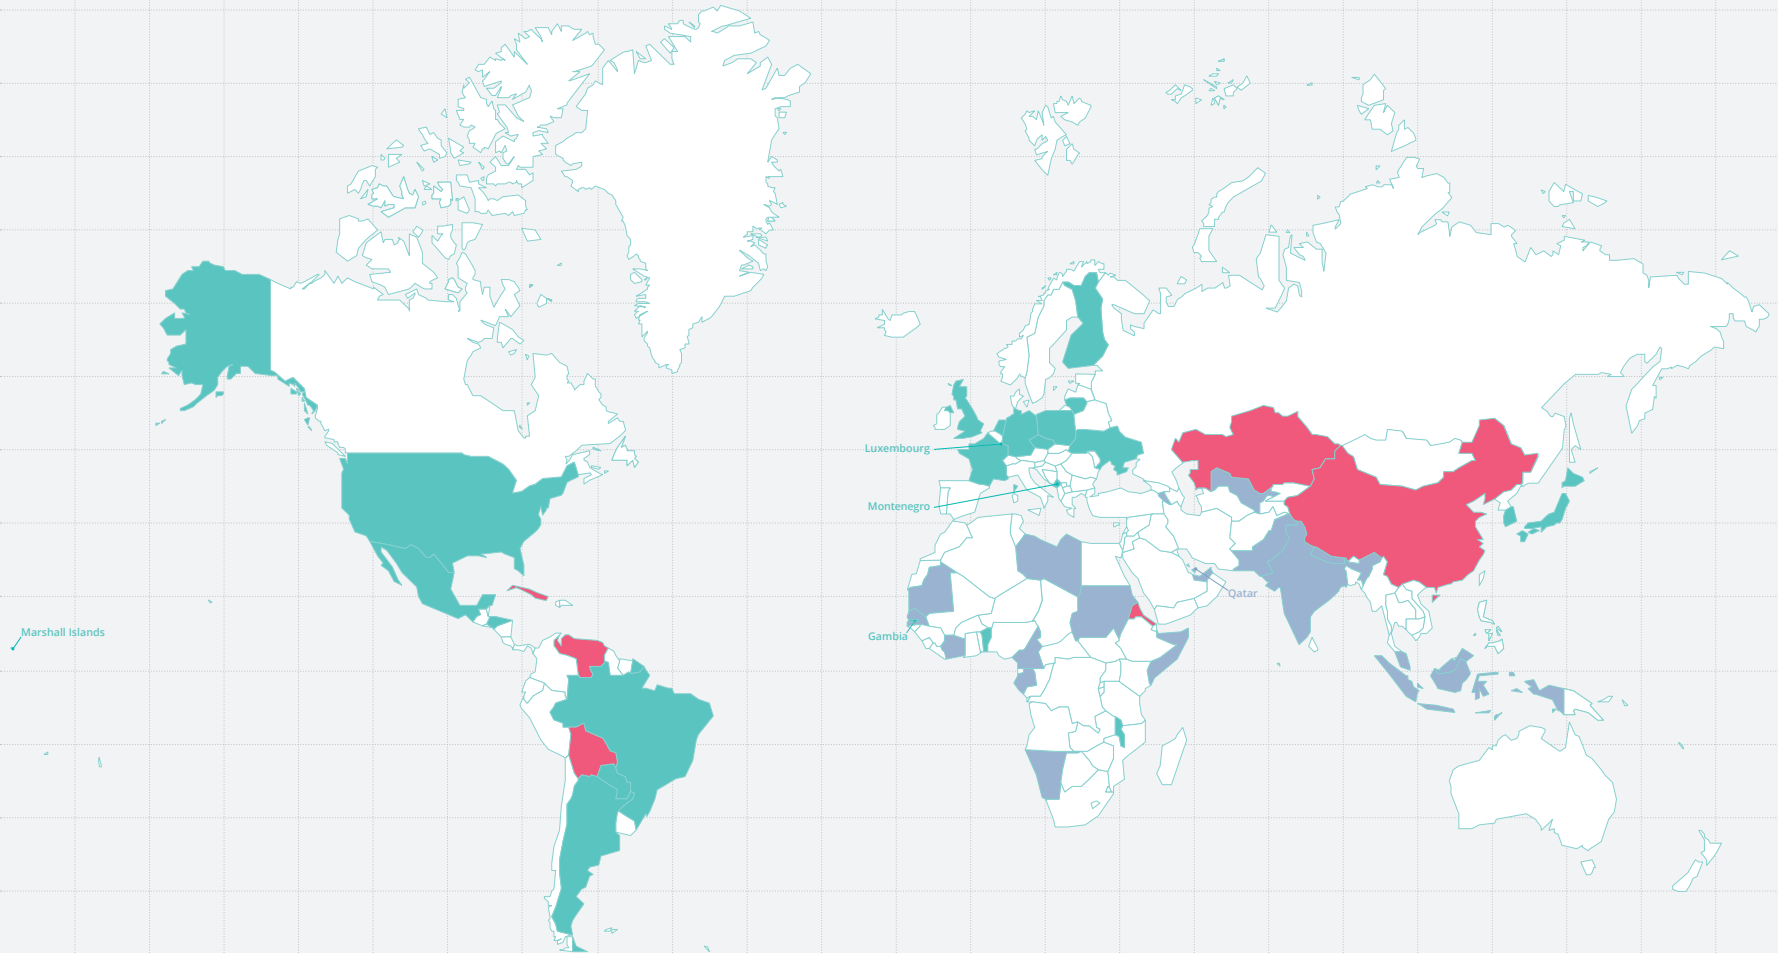 Luxembourg
Montenegro
Qatar
Marshall Islands
Gambia